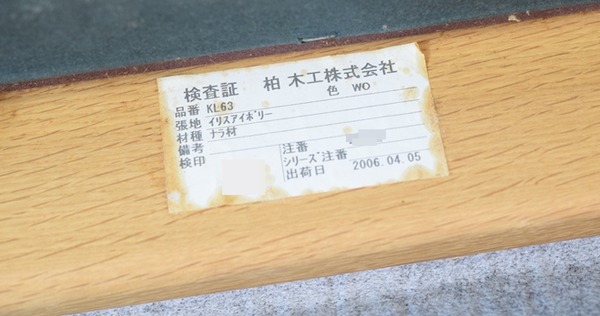 検査証 柏木工株式会社
品番 KL63 色 WO
張地 イリスアイボリー
材種 ナラ材
備考 注番
検印 シリーズ注番
出荷日 2006.04.05